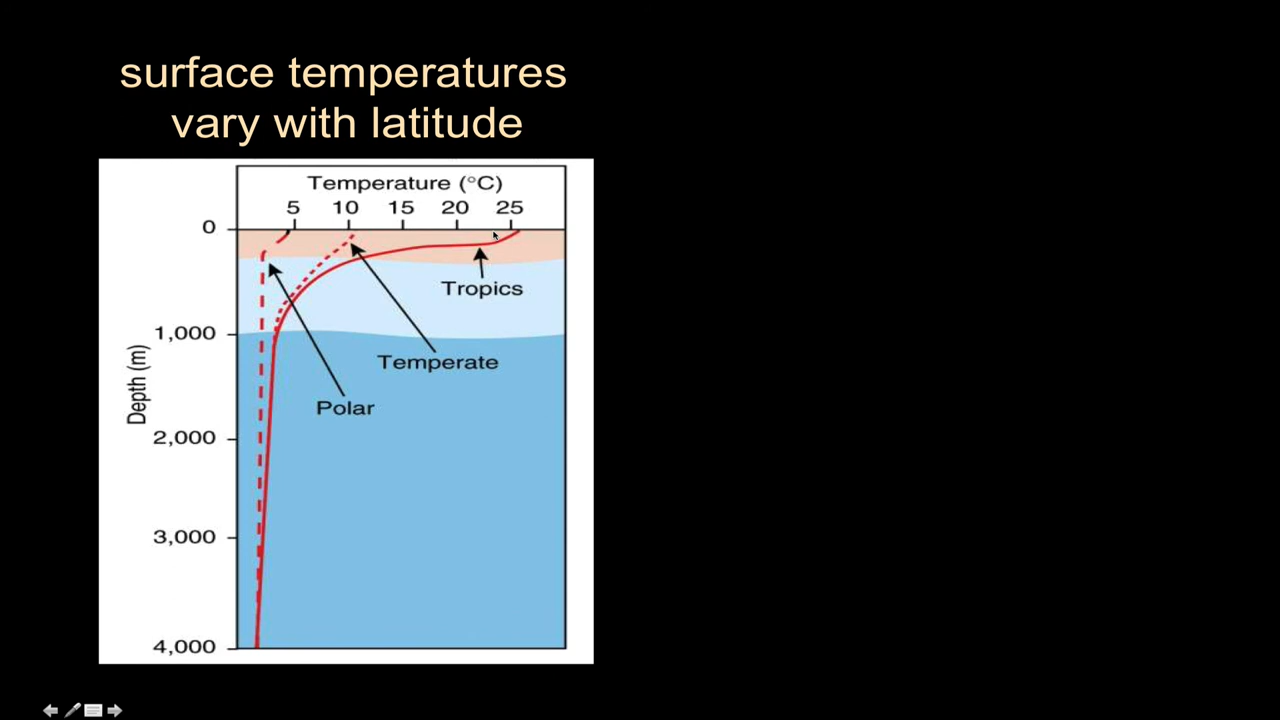 surface temperatures
vary with latitude
Temperature (°C)
5 10 15 20 25
0
Tropics
1,000
Temperate
Depth (m)
Polar
2,000
3,000
4,000